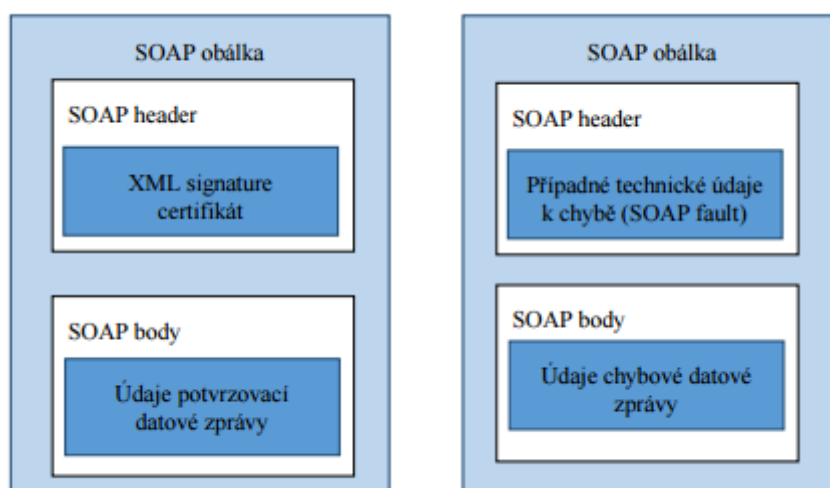 SOAP obálka
SOAP header
XML signature
certifikát
SOAP body
Údaje potvrzovací
datové zprávy
SOAP obálka
SOAP header
Případné technické údaje
k chybě (SOAP fault)
SOAP body
Údaje chybové datové
zprávy